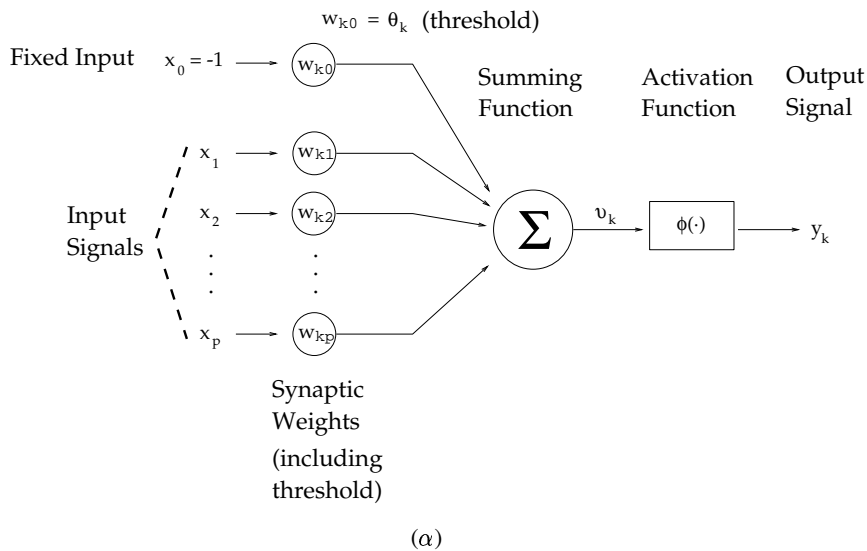 w_k0 = θ_k (threshold)
Fixed Input
x_0 = -1
w_k0
Summing
Function
Activation
Function
Output
Signal
x_1
w_k1
Input
Signals
x_2
w_k2
Σ
υ_k
ϕ(·)
y_k
x_p
w_kp
Synaptic
Weights
(including
threshold)
(α)